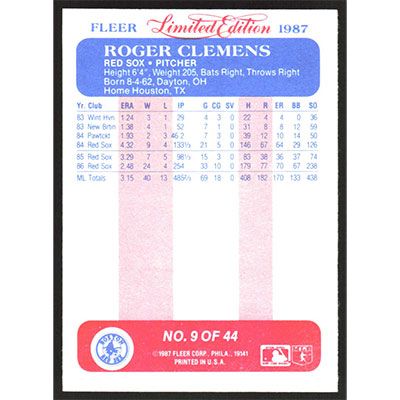 FLEER Limited Edition 1987
ROGER CLEMENS
RED SOX • PITCHER
Height 6'4", Weight 205, Bats Right, Throws Right
Born 8-4-62, Dayton, OH
Home Houston, TX
Yr. Club ERA W L IP G CG SV H R ER BB SO
83 Wint Hvn. 1.24 3 1 29 4 3 0 22 4 4 0 36
83 New Brtn 1.38 4 1 52 7 1 0 31 8 8 12 59
84 Pawtckt 1.93 2 3 46.2 7 3 0 39 12 10 14 50
84 Red Sox 4.32 9 4 133⅓ 21 5 0 146 67 64 29 126
85 Red Sox 3.29 7 5 98⅓ 15 3 0 83 38 36 37 74
86 Red Sox 2.48 24 4 254 33 10 0 179 77 70 67 238
ML Totals 3.15 40 13 485⅔ 69 18 0 408 182 170 133 438
NO. 9 OF 44
BOSTON
RED SOX
©1987 FLEER CORP., PHILA., 19141
PRINTED IN U.S.A.